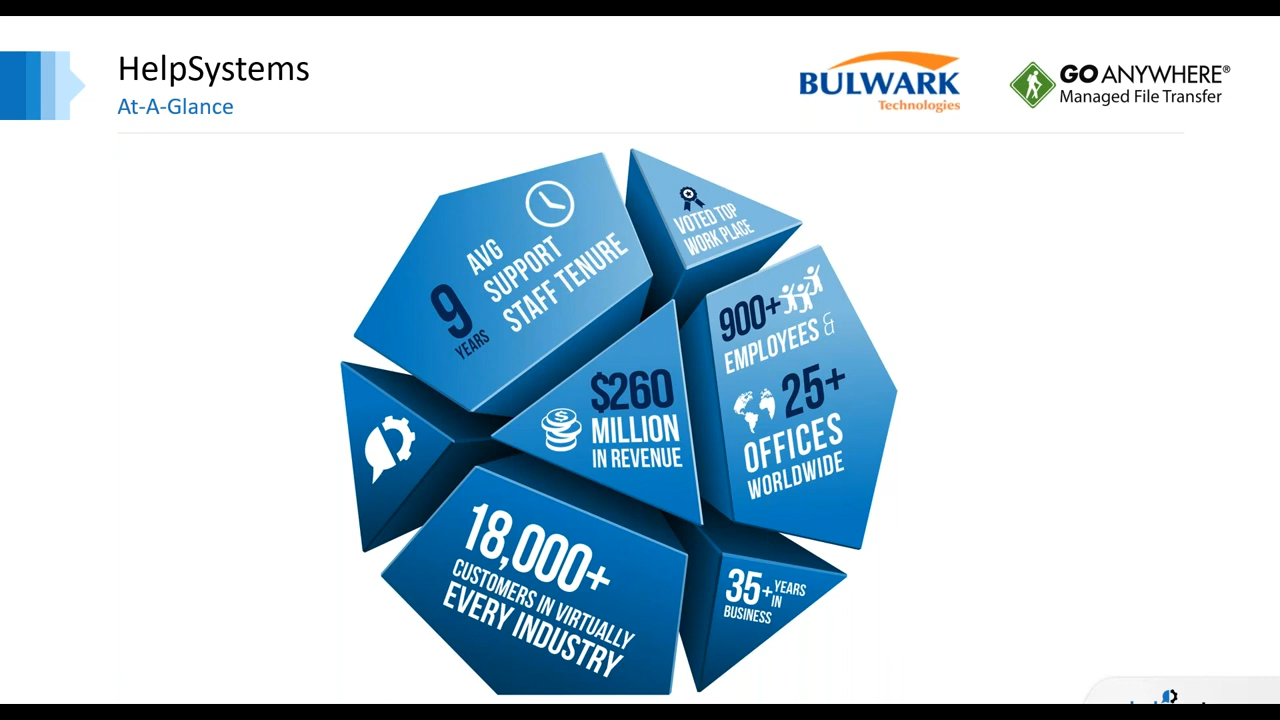 HelpSystems
At-A-Glance
BULWARK
Technologies
GO ANYWHERE®
Managed File Transfer
9
YEARS
AVG
SUPPORT
STAFF TENURE
VOTED TOP
WORK PLACE
900+
EMPLOYEES &
25+
OFFICES
WORLDWIDE
$260
MILLION
IN REVENUE
18,000+
CUSTOMERS IN VIRTUALLY
EVERY INDUSTRY
35+ YEARS
IN
BUSINESS